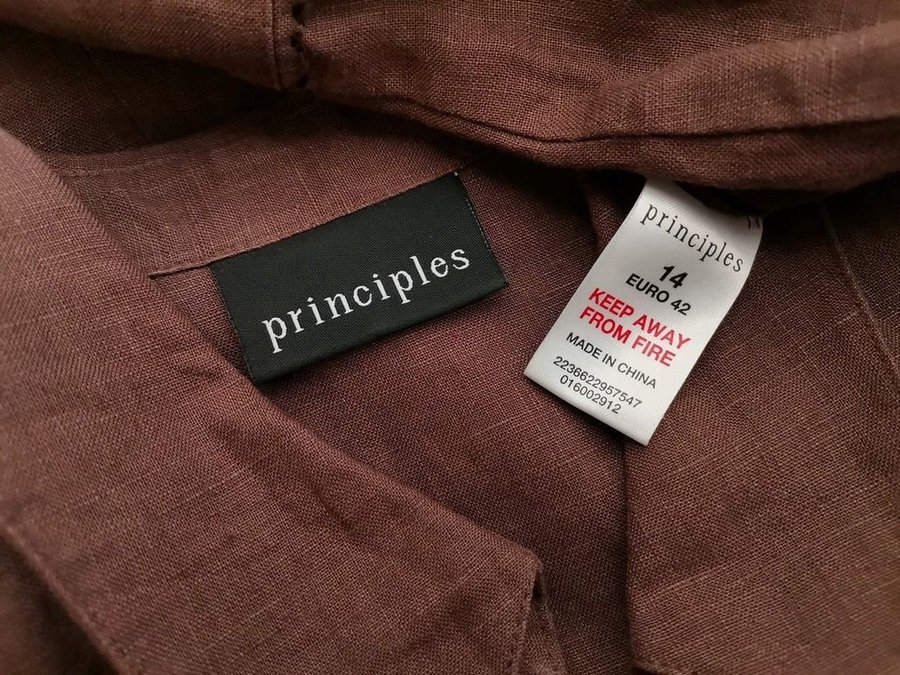 principles
principles
14
EURO 42
KEEP AWAY
FROM FIRE
MADE IN CHINA
2236622957547
016002912